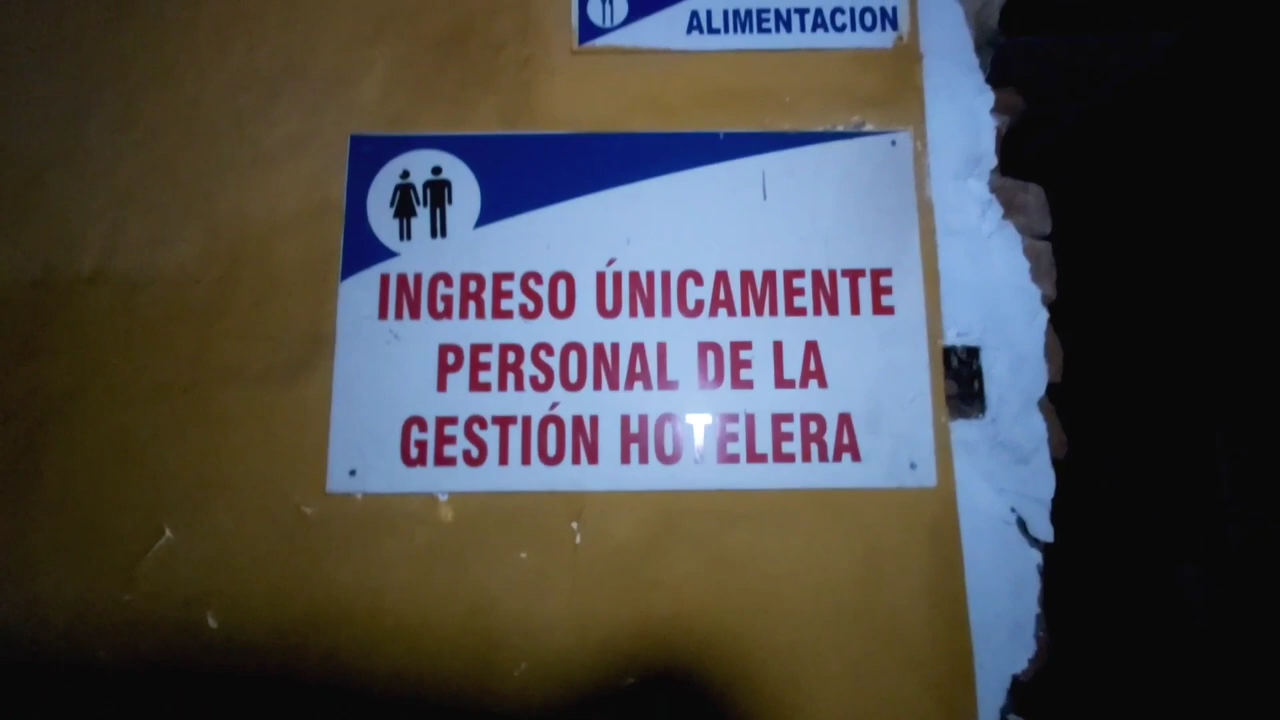 ALIMENTACION
INGRESO ÚNICAMENTE
PERSONAL DE LA
GESTIÓN HOTELERA